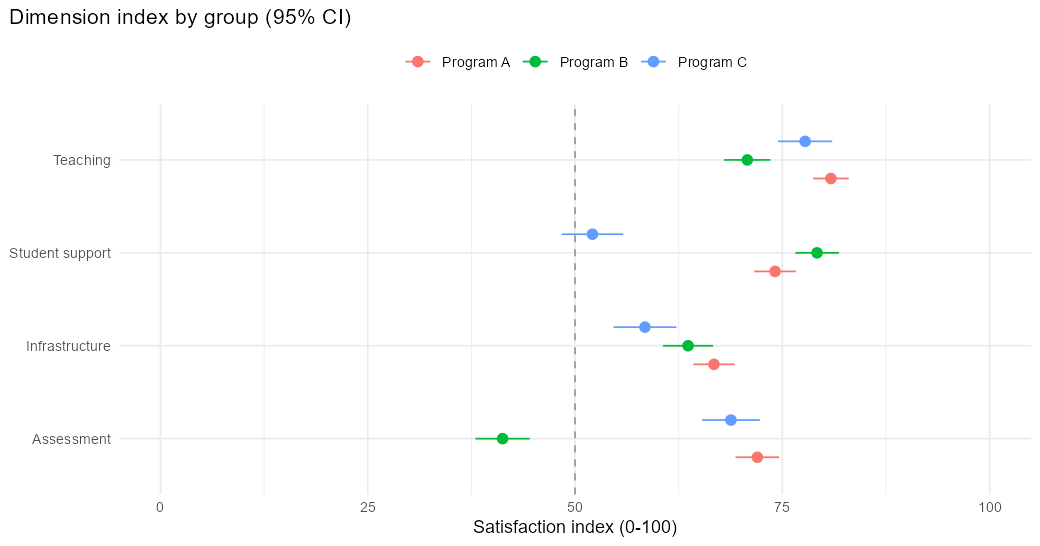 Dimension index by group (95% CI)
Program A Program B Program C
Teaching
Student support
Infrastructure
Assessment
0 25 50 75 100
Satisfaction index (0-100)